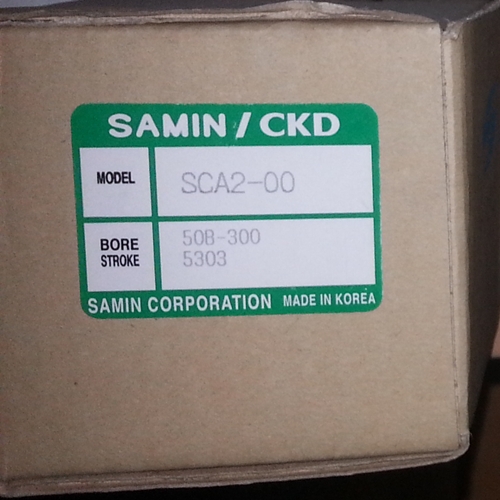 SAMIN / CKD
MODEL SCA2-00
BORE STROKE 50B-300
5303
SAMIN CORPORATION MADE IN KOREA